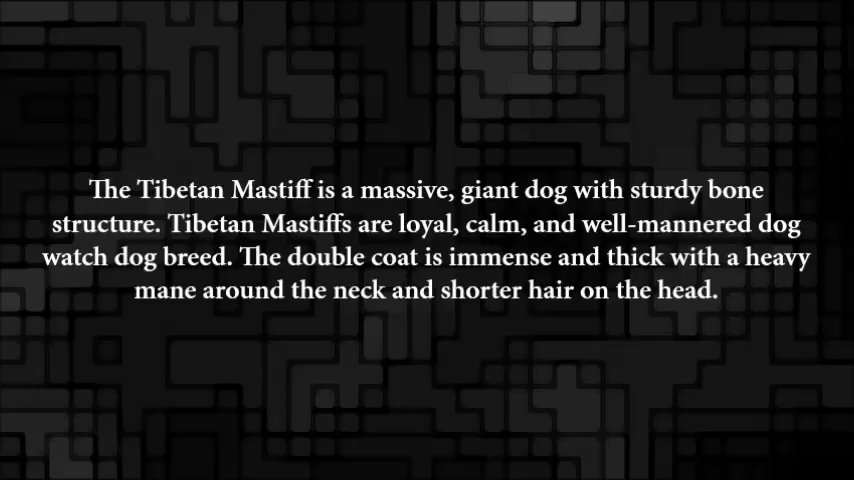 The Tibetan Mastiff is a massive, giant dog with sturdy bone
structure. Tibetan Mastiffs are loyal, calm, and well-mannered dog
watch dog breed. The double coat is immense and thick with a heavy
mane around the neck and shorter hair on the head.